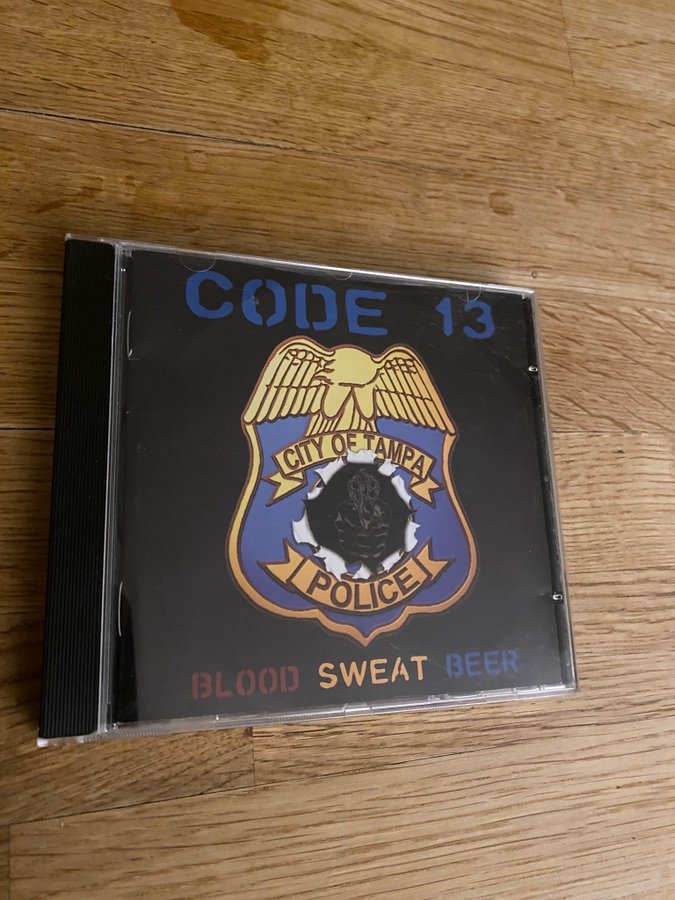 CODE 13
CITY OF TAMPA
POLICE
BLOOD SWEAT BEER